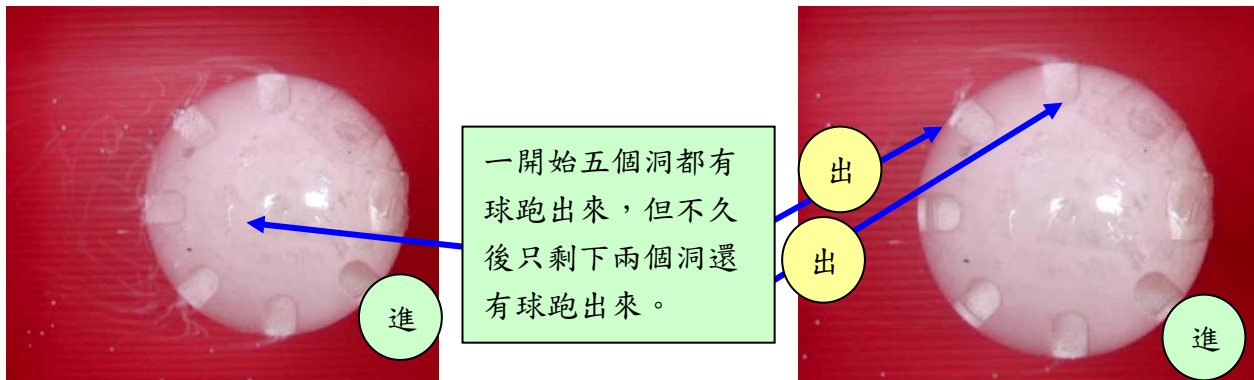 進
一開始五個洞都有
球跑出來，但不久
後只剩下兩個洞還
有球跑出來。
出
出
進